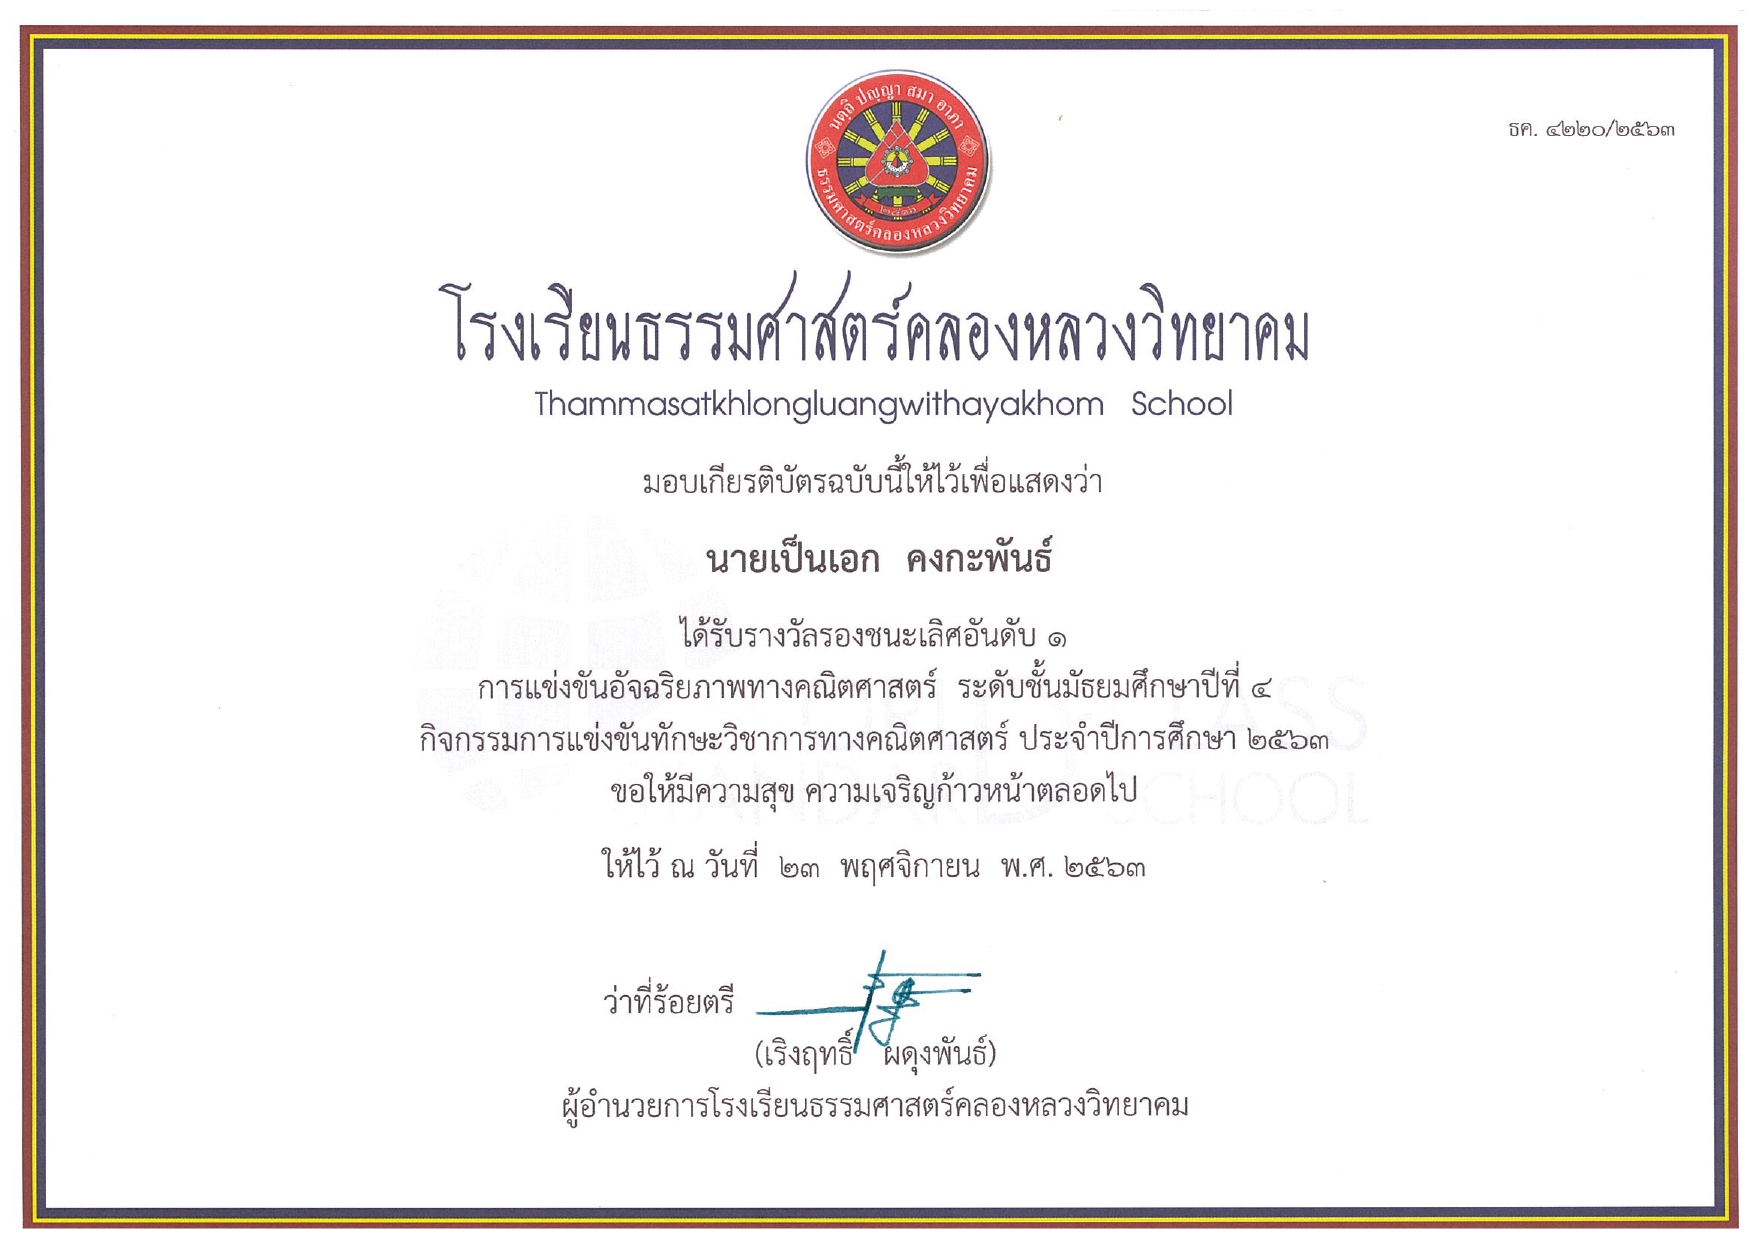 นตฺถิ ปญฺญา สมา อาภา
ธรรมศาสตร์คลองหลวงวิทยาคม
ธค. ๔๒๒๐/๒๕๖๓
โรงเรียนธรรมศาสตร์คลองหลวงวิทยาคม
Thammasatkhlongluangwithayakhom School
มอบเกียรติบัตรฉบับนี้ให้ไว้เพื่อแสดงว่า
นายเป็นเอก คงกะพันธ์
ได้รับรางวัลรองชนะเลิศอันดับ ๑
การแข่งขันอัจฉริยภาพทางคณิตศาสตร์ ระดับชั้นมัธยมศึกษาปีที่ ๔
กิจกรรมการแข่งขันทักษะวิชาการทางคณิตศาสตร์ ประจำปีการศึกษา ๒๕๖๓
ขอให้มีความสุข ความเจริญก้าวหน้าตลอดไป
ให้ไว้ ณ วันที่ ๒๓ พฤศจิกายน พ.ศ. ๒๕๖๓
ว่าที่ร้อยตรี
(เริงฤทธิ์ ผดุงพันธ์)
ผู้อำนวยการโรงเรียนธรรมศาสตร์คลองหลวงวิทยาคม